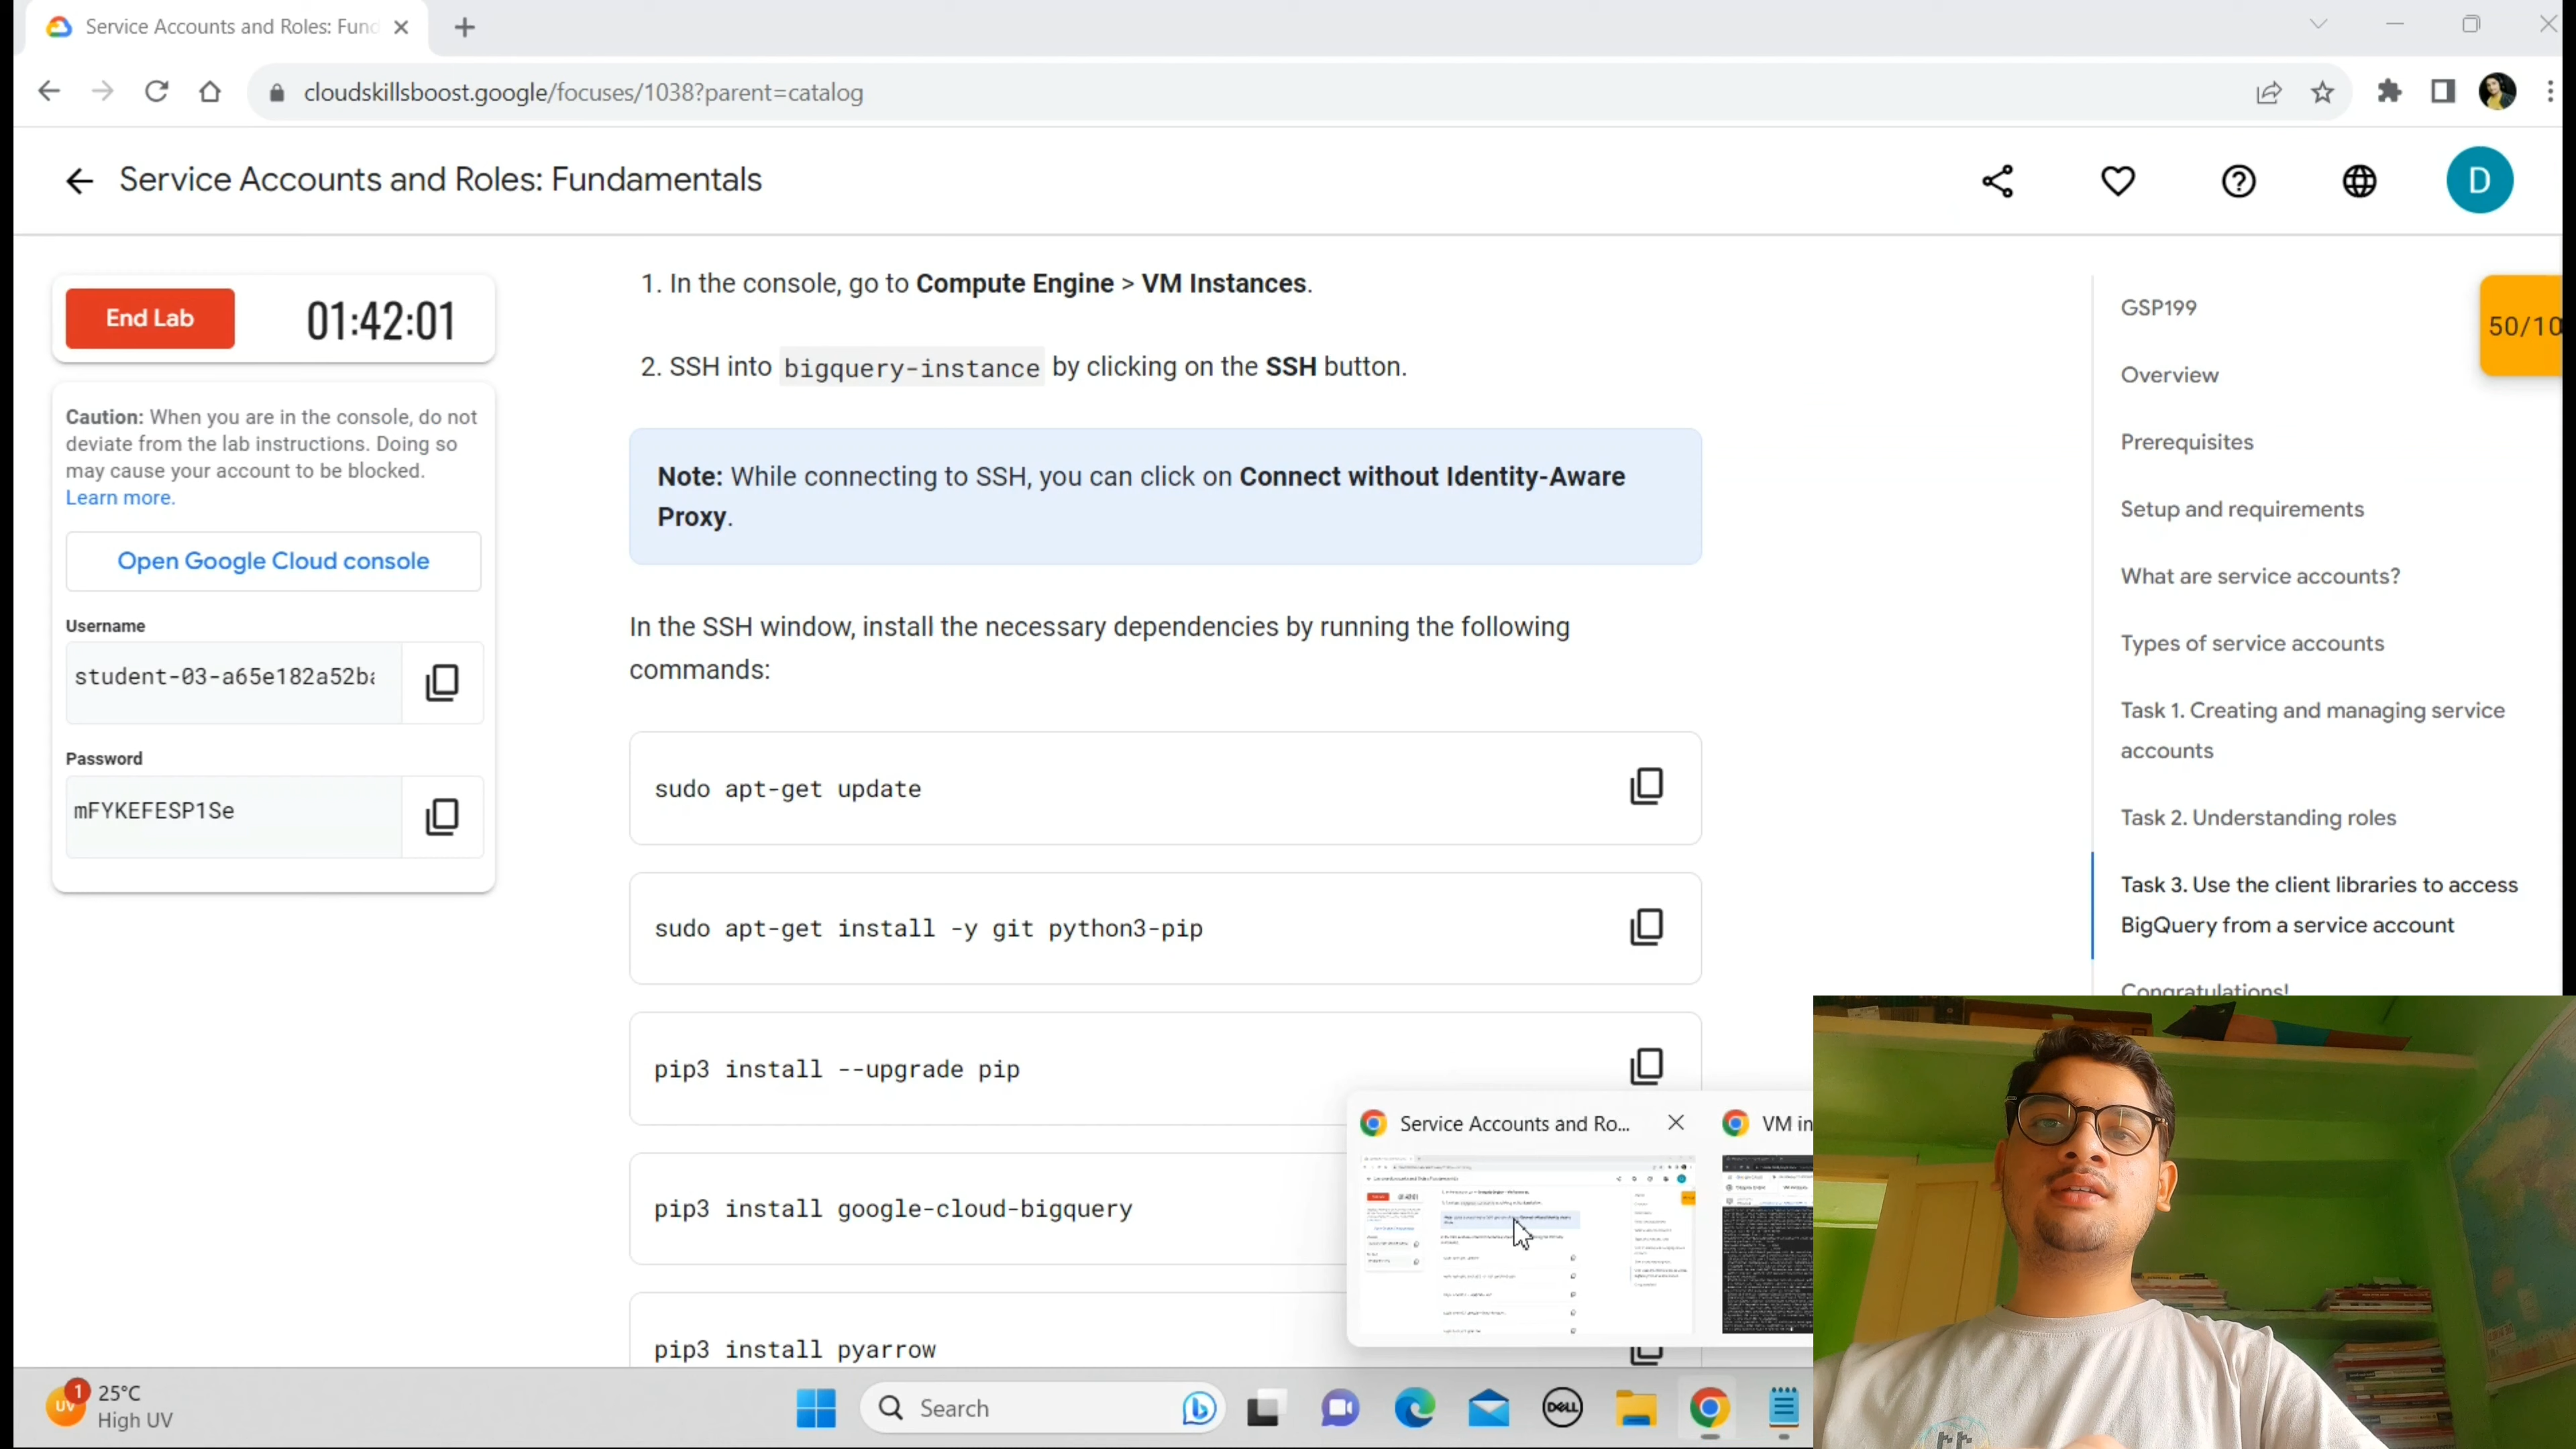 Service Accounts and Roles: Fund
cloudskillsboost.google/focuses/1038?parent=catalog
Service Accounts and Roles: Fundamentals
D
End Lab
01:42:01
Caution: When you are in the console, do not
deviate from the lab instructions. Doing so
may cause your account to be blocked.
Learn more.
Open Google Cloud console
Username
student-03-a65e182a52ba
Password
mFYKEFESP1Se
1. In the console, go to Compute Engine > VM Instances.
2. SSH into bigquery-instance by clicking on the SSH button.
Note: While connecting to SSH, you can click on Connect without Identity-Aware
Proxy.
In the SSH window, install the necessary dependencies by running the following
commands:
sudo apt-get update
sudo apt-get install -y git python3-pip
pip3 install --upgrade pip
pip3 install google-cloud-bigquery
pip3 install pyarrow
GSP199
Overview
Prerequisites
Setup and requirements
What are service accounts?
Types of service accounts
Task 1. Creating and managing service
accounts
Task 2. Understanding roles
Task 3. Use the client libraries to access
BigQuery from a service account
Congratulations!
50/10
Service Accounts and Ro...
VM in
UV
1
25°C
High UV
Search
DELL